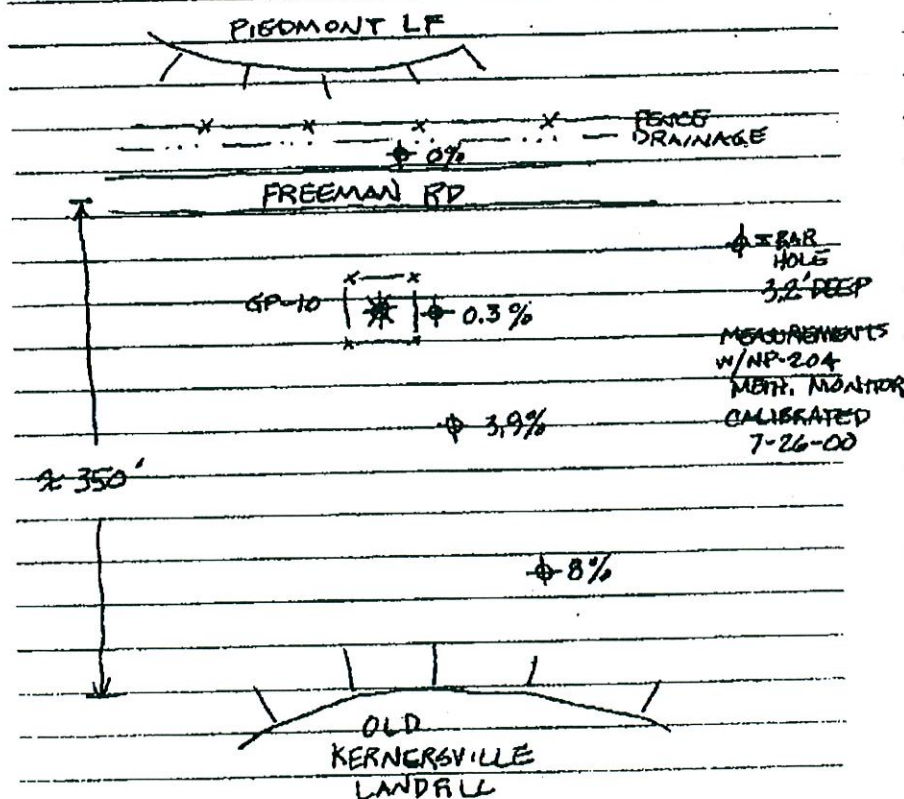 PIEDMONT LF
FENCE
DRAINAGE
0%
FREEMAN RD
= BAR
HOLE
3.2' DEEP
GP-10
0.3%
MEASUREMENTS
W/NP-204
METH. MONITOR
CALIBRATED
7-26-00
3.9%
≈ 350'
8%
OLD
KERNERSVILLE
LANDFILL